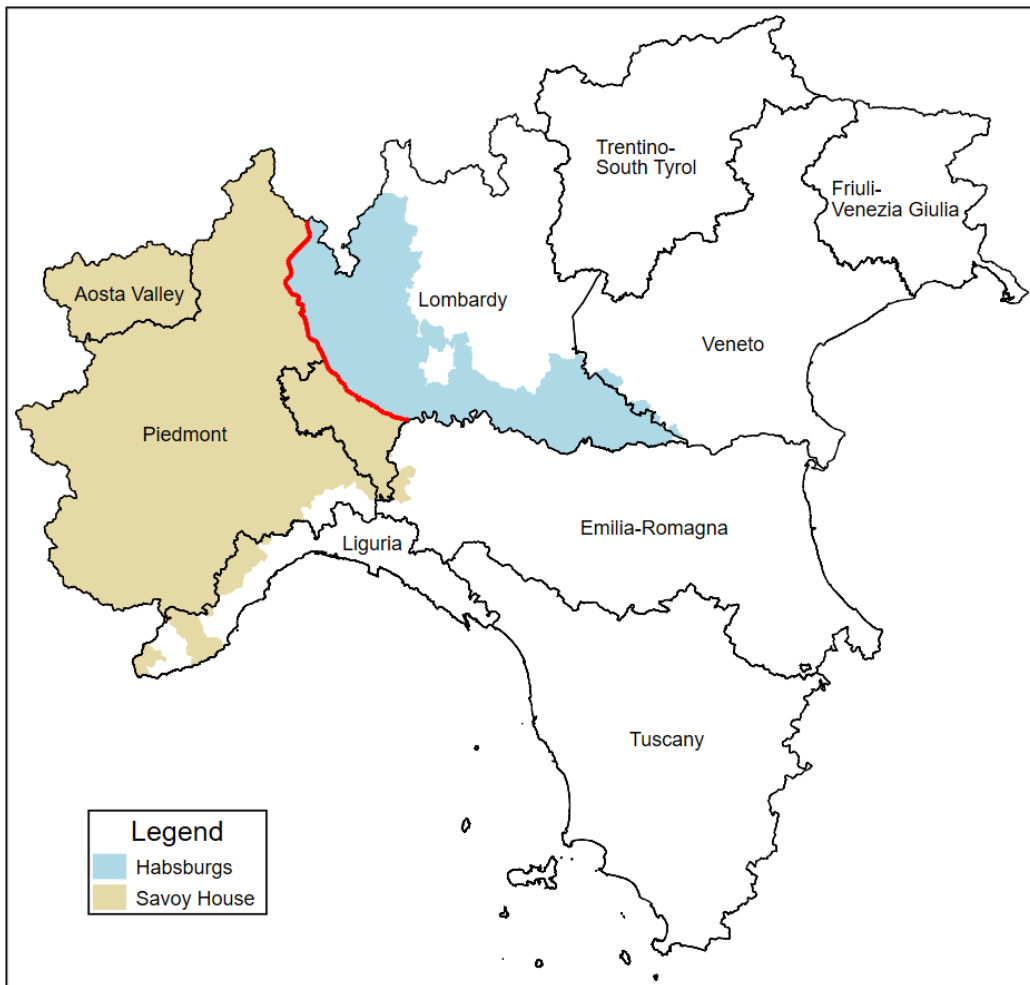 Trentino-
South Tyrol
Friuli-
Venezia Giulia
Aosta Valley
Lombardy
Veneto
Piedmont
Emilia-Romagna
Liguria
Tuscany
Legend
Habsburgs
Savoy House